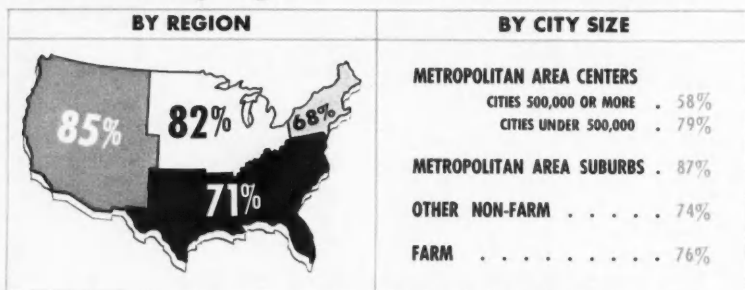 BY REGION
85%
82%
68%
71%
BY CITY SIZE
METROPOLITAN AREA CENTERS
CITIES 500,000 OR MORE . 58%
CITIES UNDER 500,000 . 79%
METROPOLITAN AREA SUBURBS . 87%
OTHER NON-FARM . . . . . 74%
FARM . . . . . . . . . 76%